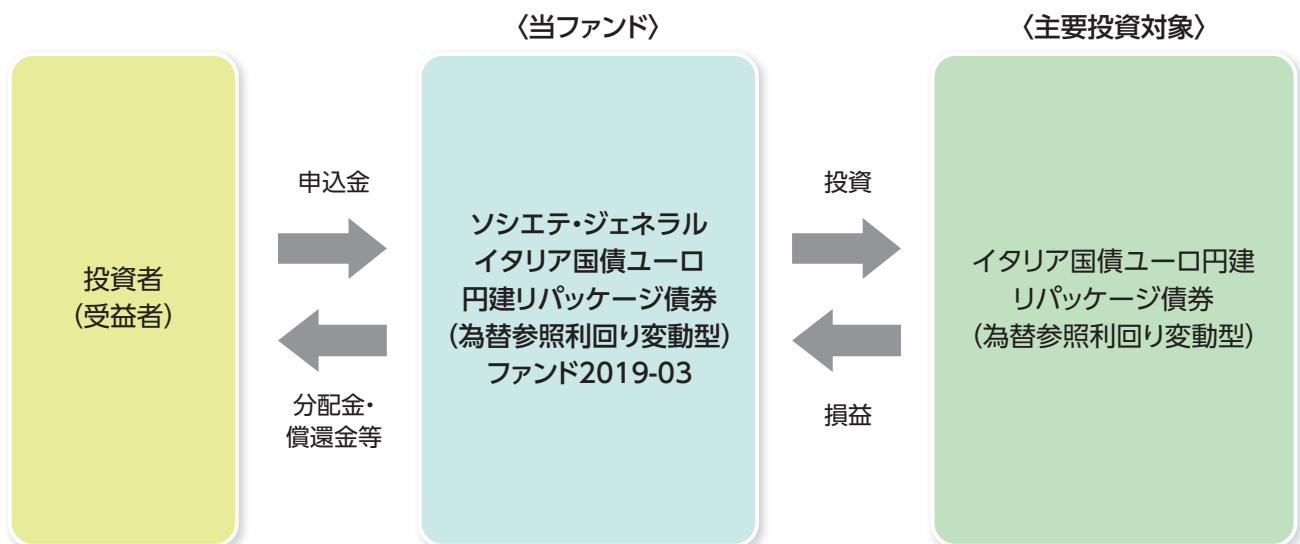 〈当ファンド〉
〈主要投資対象〉
投資者
(受益者)
申込金
分配金・
償還金等
ソシエテ・ジェネラル
イタリア国債ユーロ
円建リパッケージ債券
(為替参照利回り変動型)
ファンド2019-03
投資
損益
イタリア国債ユーロ円建
リパッケージ債券
(為替参照利回り変動型)